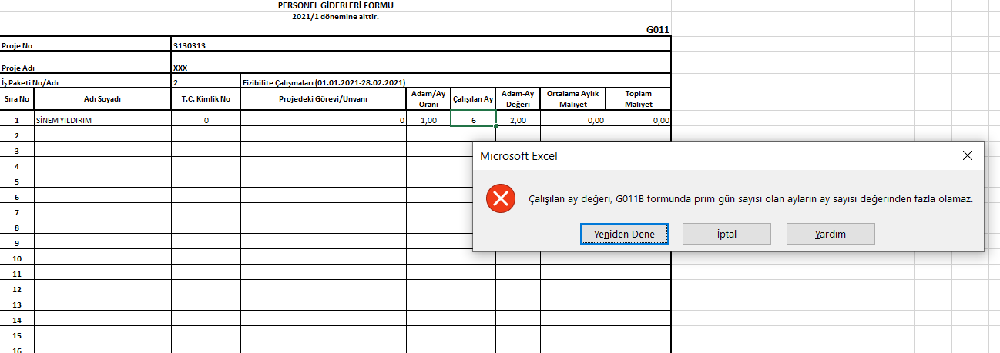 PERSONEL GİDERLERİ FORMU
2021/1 dönemine aittir.
G011
Proje No 3130313
Proje Adı XXX
İş Paketi No/Adı 2 Fizibilite Çalışmaları (01.01.2021-28.02.2021)
Sıra No Adı Soyadı T.C. Kimlik No Projedeki Görevi/Unvanı Adam/Ay Oranı Çalışılan Ay Adam-Ay Değeri Ortalama Aylık Maliyet Toplam Maliyet
1 SİNEM YILDIRIM 0 0 1,00 6 2,00 0,00 0,00
2
3
4
5
6
7
8
9
10
11
12
13
14
15
16
Microsoft Excel
Çalışılan ay değeri, G011B formunda prim gün sayısı olan ayların ay sayısı değerinden fazla olamaz.
Yeniden Dene İptal Yardım